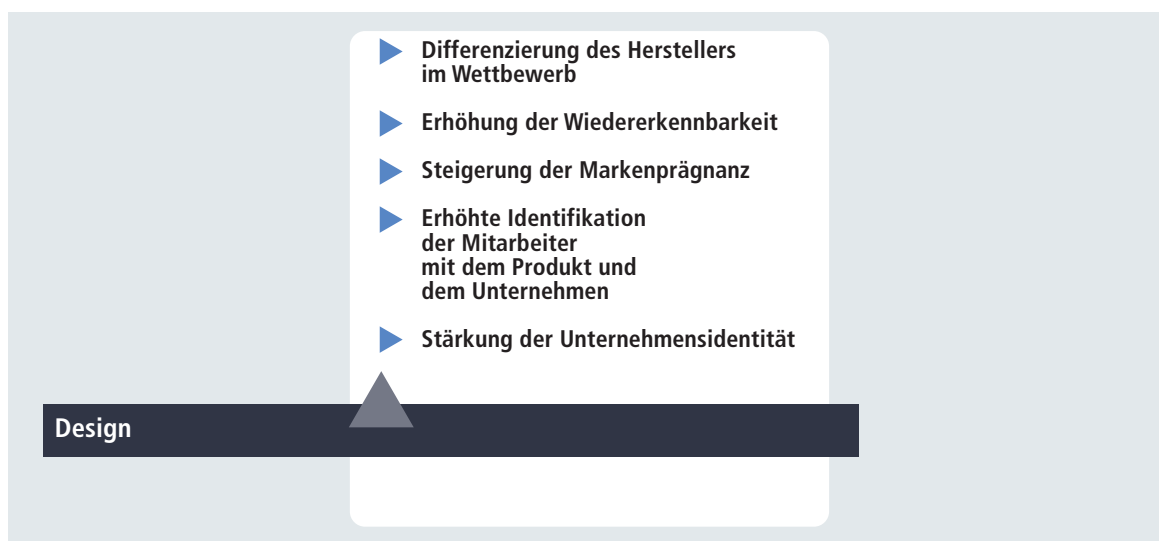 Differenzierung des Herstellers
im Wettbewerb
Erhöhung der Wiedererkennbarkeit
Steigerung der Markenprägnanz
Erhöhte Identifikation
der Mitarbeiter
mit dem Produkt und
dem Unternehmen
Stärkung der Unternehmensidentität
Design